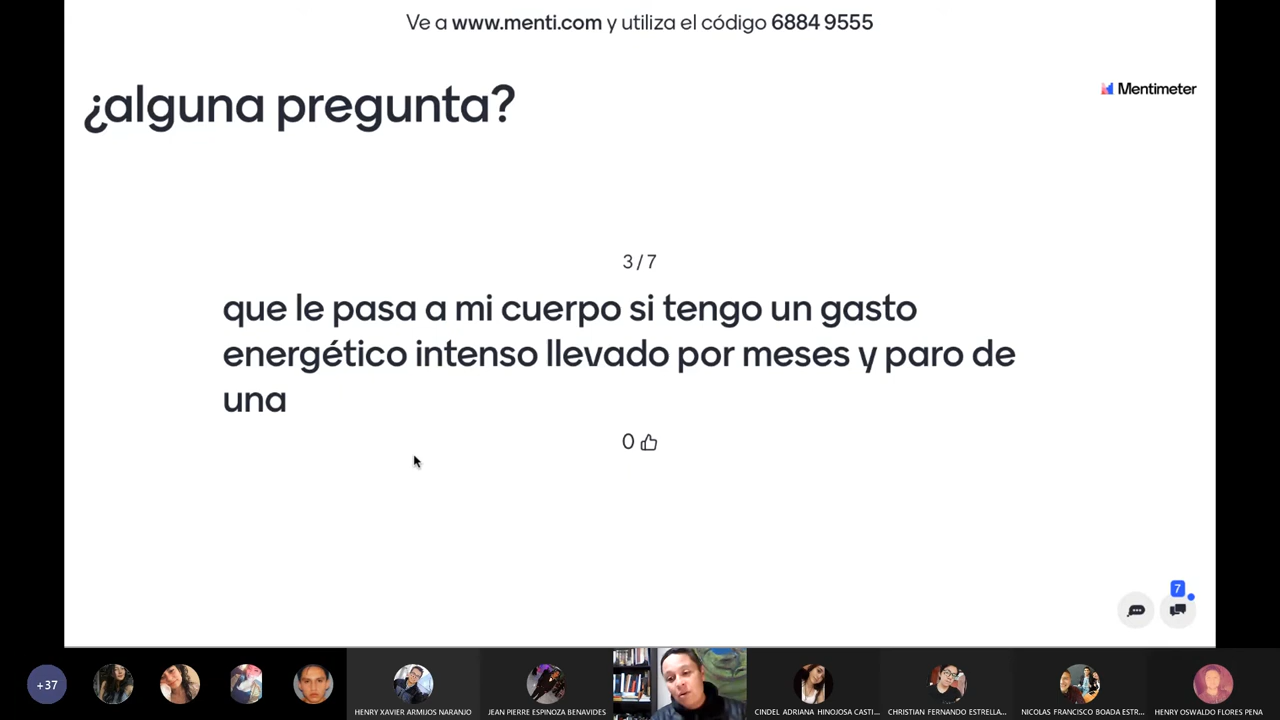 Ve a www.menti.com y utiliza el código 6884 9555
¿alguna pregunta?
Mentimeter
3 / 7
que le pasa a mi cuerpo si tengo un gasto
energético intenso llevado por meses y paro de
una
0
7
+37
HENRY XAVIER ARMIJOS NARANJO
JEAN PIERRE ESPINOZA BENAVIDES
CINDEL ADRIANA HINOJOSA CASTI...
CHRISTIAN FERNANDO ESTRELLA...
NICOLAS FRANCISCO BOADA ESTR...
HENRY OSWALDO FLORES PENA